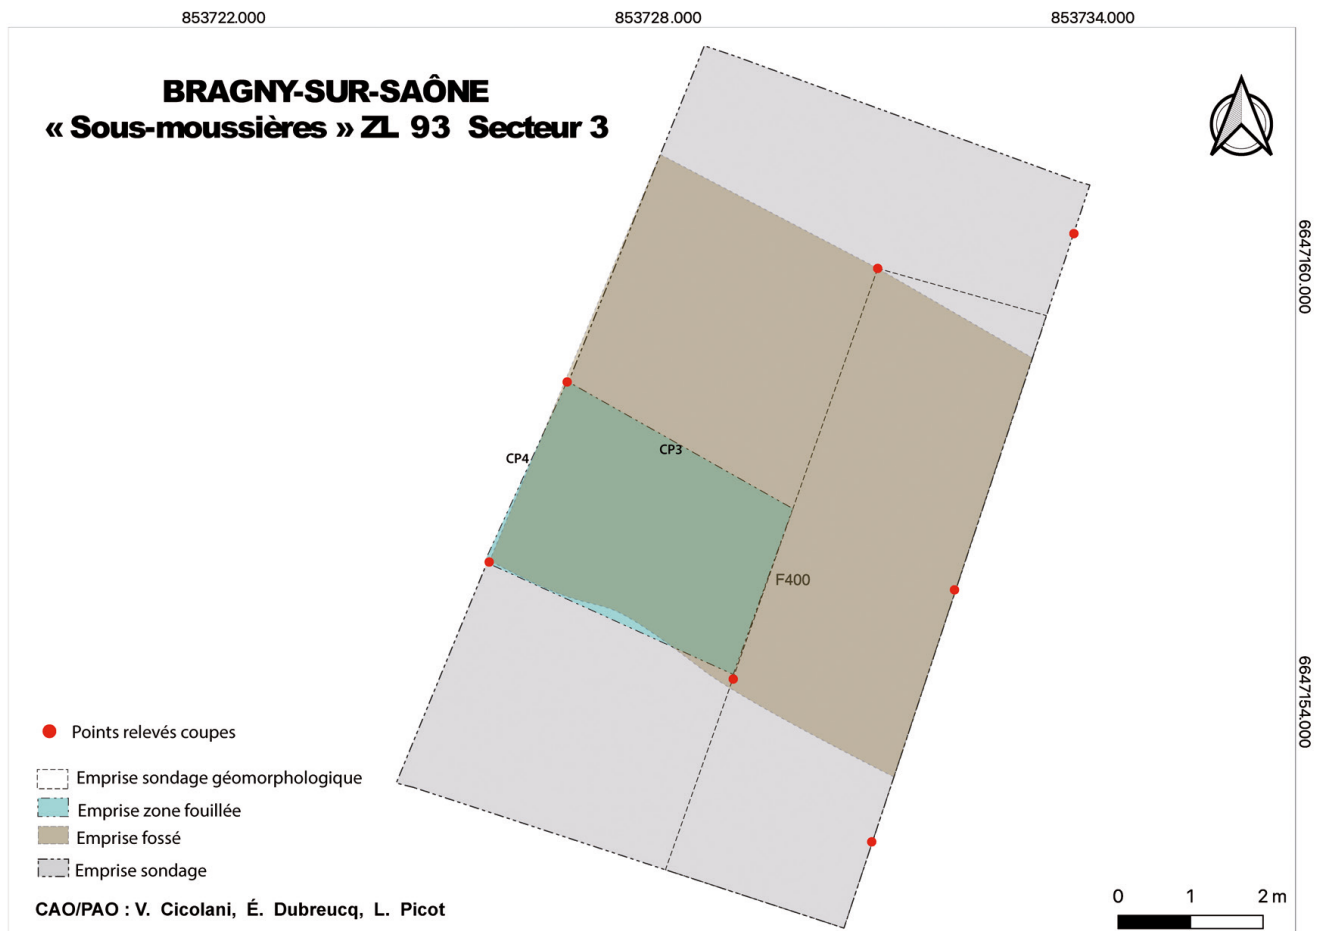 853722.000
853728.000
853734.000
BRAGNY-SUR-SAÔNE
« Sous-moussières » ZL 93 Secteur 3
6647160.000
CP4
CP3
F400
6647154.000
Points relevés coupes
Emprise sondage géomorphologique
Emprise zone fouillée
Emprise fossé
Emprise sondage
CAO/PAO : V. Cicolani, É. Dubreucq, L. Picot
0 1 2 m